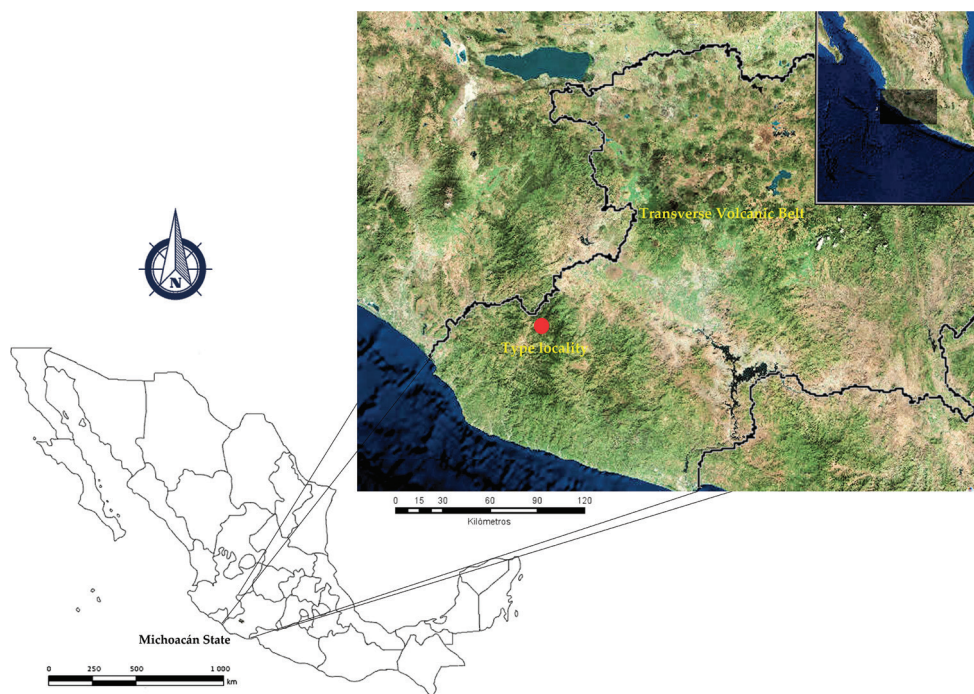 Transverse Volcanic Belt
Type locality
0 15 30 60 90 120
Kilómetros
N
Michoacán State
0 250 500 1 000
km